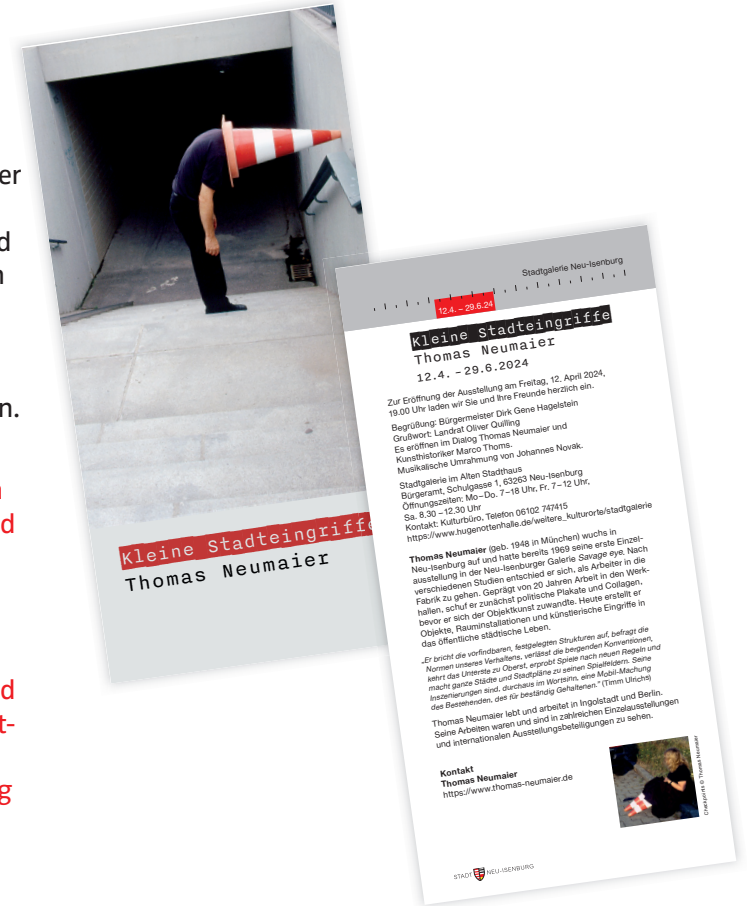 er
d
n
n.
n
d
d
t-
g
Kleine Stadteingriffe
Thomas Neumaier
Stadtgalerie Neu-Isenburg
12.4. – 29.6.24
Kleine Stadteingriffe
Thomas Neumaier
12.4. – 29.6.2024
Zur Eröffnung der Ausstellung am Freitag, 12. April 2024,
19.00 Uhr laden wir Sie und Ihre Freunde herzlich ein.
Begrüßung: Bürgermeister Dirk Gene Hagelstein
Grußwort: Landrat Oliver Quilling
Es eröffnen im Dialog Thomas Neumaier und
Kunsthistoriker Marco Thoms.
Musikalische Umrahmung von Johannes Novak.
Stadtgalerie im Alten Stadthaus
Bürgeramt, Schulgasse 1, 63263 Neu-Isenburg
Öffnungszeiten: Mo – Do. 7 – 18 Uhr, Fr. 7 – 12 Uhr,
Sa. 8.30 – 12.30 Uhr
Kontakt: Kulturbüro, Telefon 06102 747415
https://www.hugenottenhalle.de/weitere_kulturorte/stadtgalerie
Thomas Neumaier (geb. 1948 in München) wuchs in
Neu-Isenburg auf und hatte bereits 1969 seine erste Einzel-
ausstellung in der Neu-Isenburger Galerie Savage eye. Nach
verschiedenen Studien entschied er sich, als Arbeiter in die
Fabrik zu gehen. Geprägt von 20 Jahren Arbeit in den Werk-
hallen, schuf er zunächst politische Plakate und Collagen,
bevor er sich der Objektkunst zuwandte. Heute erstellt er
Objekte, Rauminstallationen und künstlerische Eingriffe in
das öffentliche städtische Leben.
„Er bricht die vorfindbaren, festgelegten Strukturen auf, befragt die
Normen unseres Verhaltens, verlässt die bergenden Konventionen,
kehrt das Unterste zu Oberst, erprobt Spiele nach neuen Regeln und
macht ganze Städte und Stadtpläne zu seinen Spielfeldern. Seine
Inszenierungen sind, durchaus im Wortsinn, eine Mobil-Machung
des Bestehenden, des für beständig Gehaltenen.“ (Timm Ulrichs)
Thomas Neumaier lebt und arbeitet in Ingolstadt und Berlin.
Seine Arbeiten waren und sind in zahlreichen Einzelausstellungen
und internationalen Ausstellungsbeteiligungen zu sehen.
Kontakt
Thomas Neumaier
https://www.thomas-neumaier.de
Checkpoints © Thomas Neumaier
STADT NEU-ISENBURG